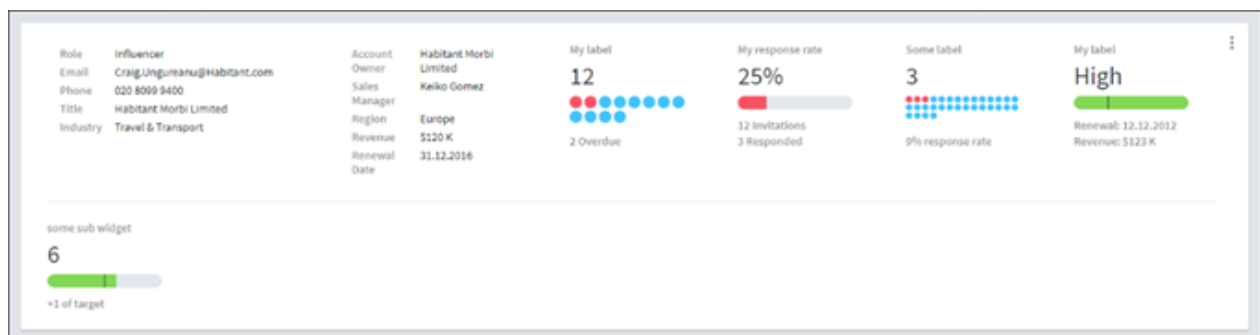 Role Influencer
Email Craig.Ungureanu@Habitant.com
Phone 020 8099 9400
Title Habitant Morbi Limited
Industry Travel & Transport
Account Owner Habitant Morbi Limited
Sales Manager Keiko Gomez
Region Europe
Revenue $120 K
Renewal Date 31.12.2016
My label
12
2 Overdue
My response rate
25%
12 Invitations
3 Responded
Some label
3
9% response rate
My label
High
Renewal: 12.12.2012
Revenue: $123 K
some sub widget
6
+1 of target